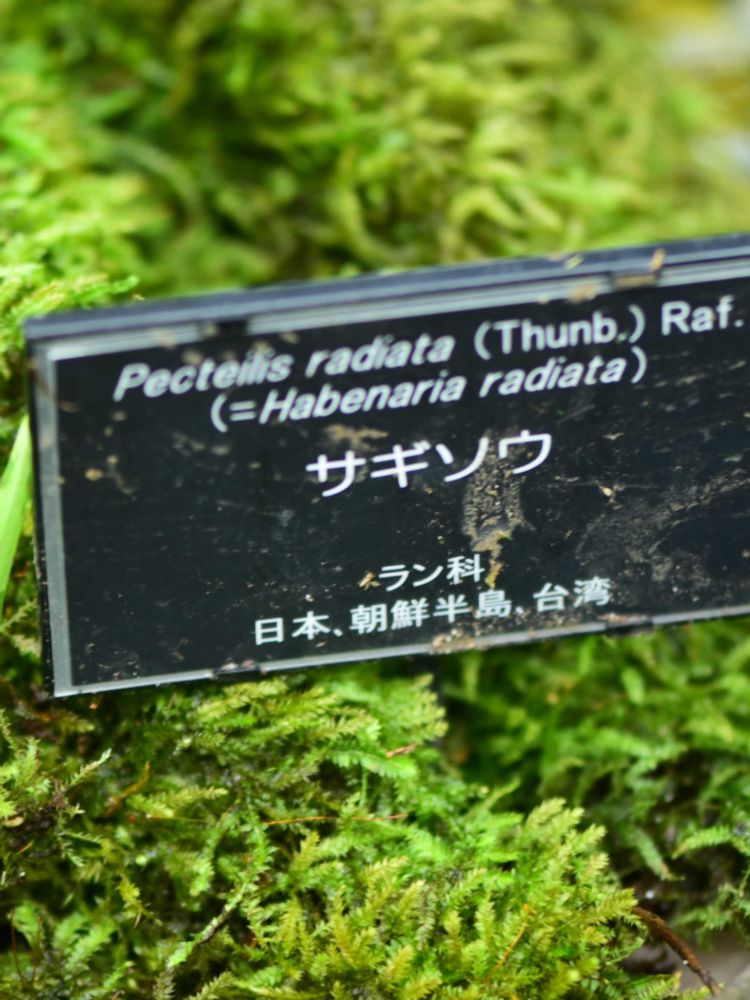 Pecteilis radiata (Thunb.) Raf.
(=Habenaria radiata)
サギソウ
ラン科
日本、朝鮮半島、台湾